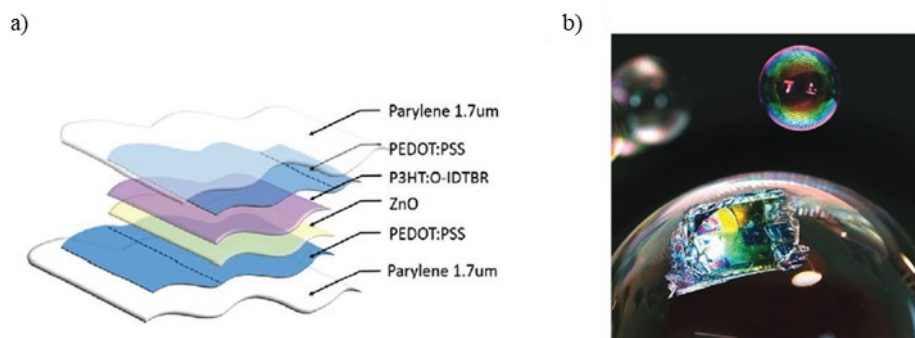 a)
b)
Parylene 1.7um
PEDOT:PSS
P3HT:O-IDTBR
ZnO
PEDOT:PSS
Parylene 1.7um